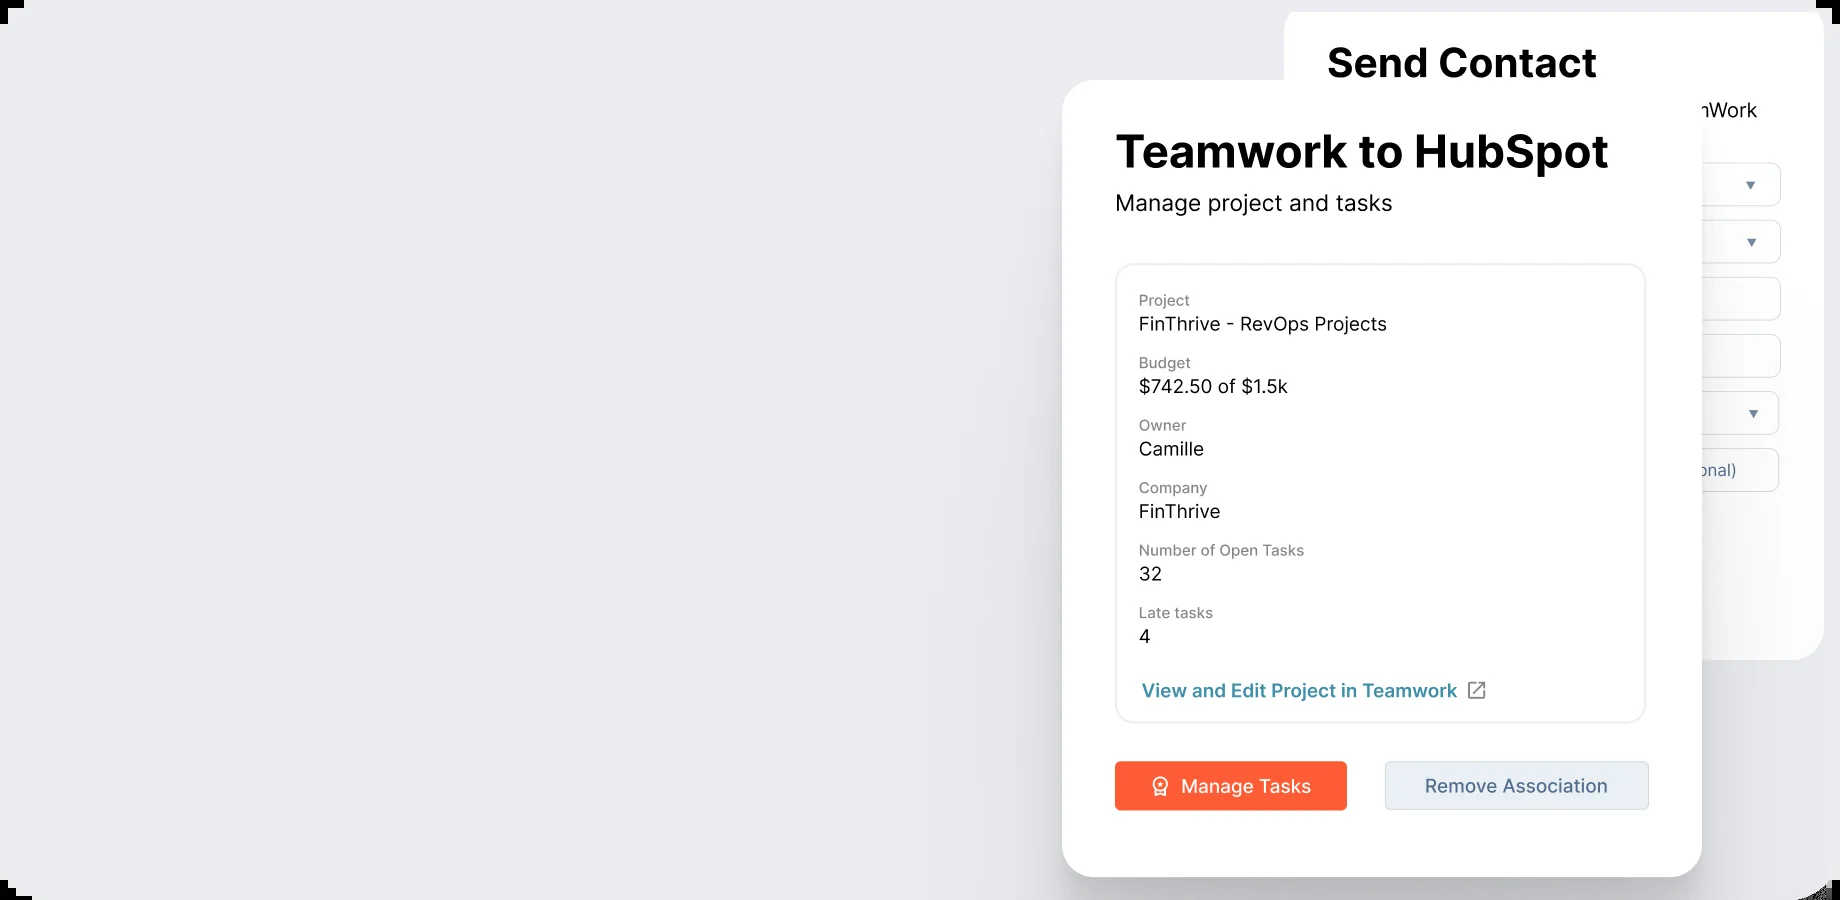 Send Contact
Work
Teamwork to HubSpot
Manage project and tasks
Project
FinThrive - RevOps Projects
Budget
$742.50 of $1.5k
Owner
Camille
Company
FinThrive
Number of Open Tasks
32
Late tasks
4
View and Edit Project in Teamwork
Manage Tasks
Remove Association